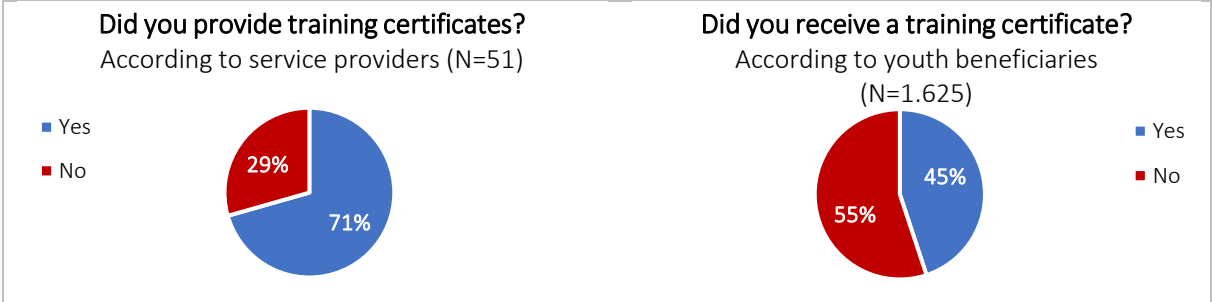 Did you provide training certificates?
According to service providers (N=51)
Yes
No
29%
71%
Did you receive a training certificate?
According to youth beneficiaries
(N=1.625)
Yes
No
45%
55%